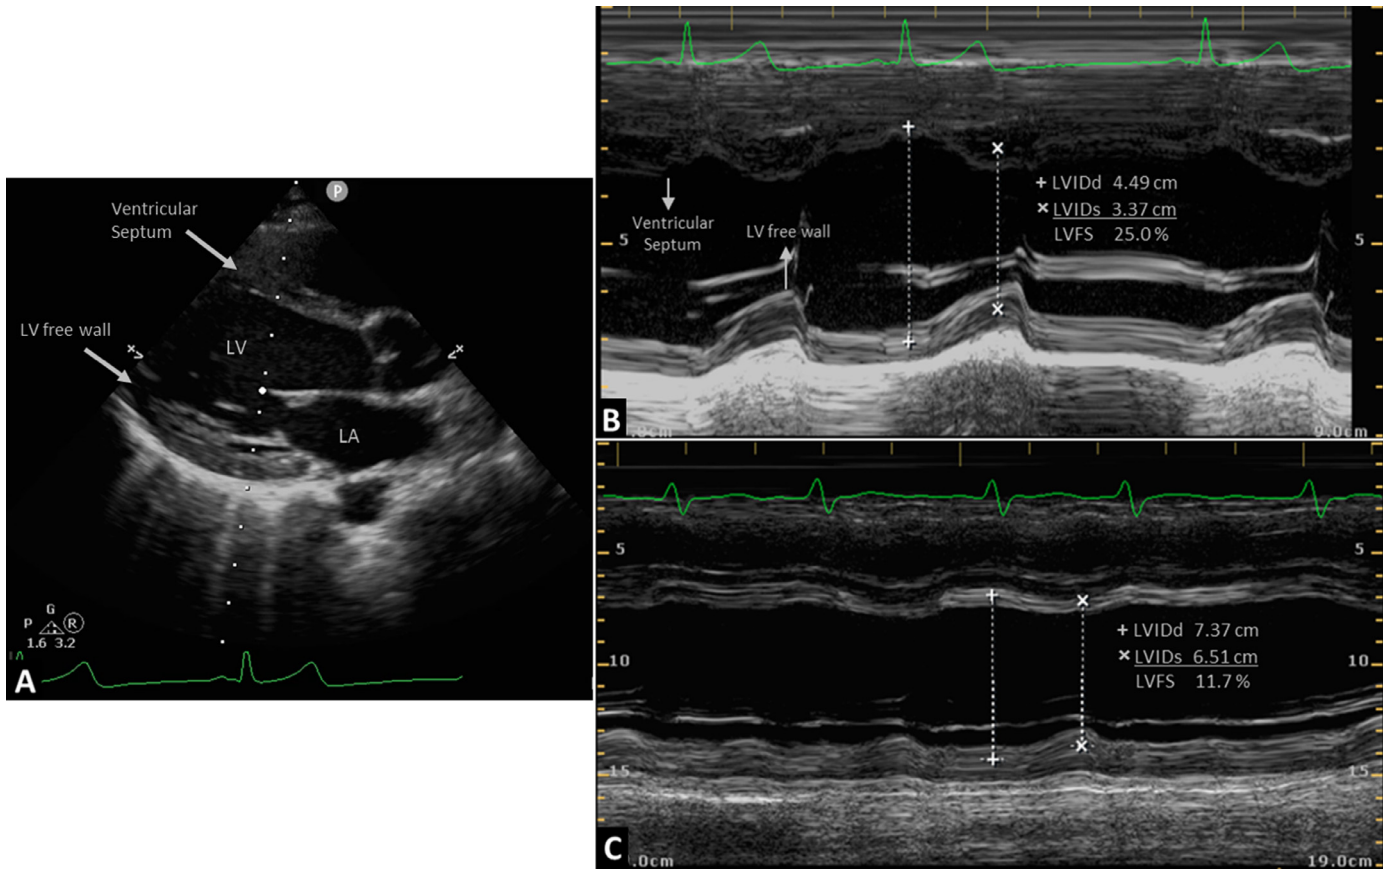 P
Ventricular
Septum
LV free wall
LV
LA
G
P R
1.6 3.2
A
+ LVIDd 4.49 cm
× LVIDs 3.37 cm
LVFS 25.0 %
Ventricular
Septum
LV free wall
5 5
B
.0cm 9.0cm
5 5
+ LVIDd 7.37 cm
× LVIDs 6.51 cm
LVFS 11.7 %
10 10
15 15
C
.0cm 19.0cm